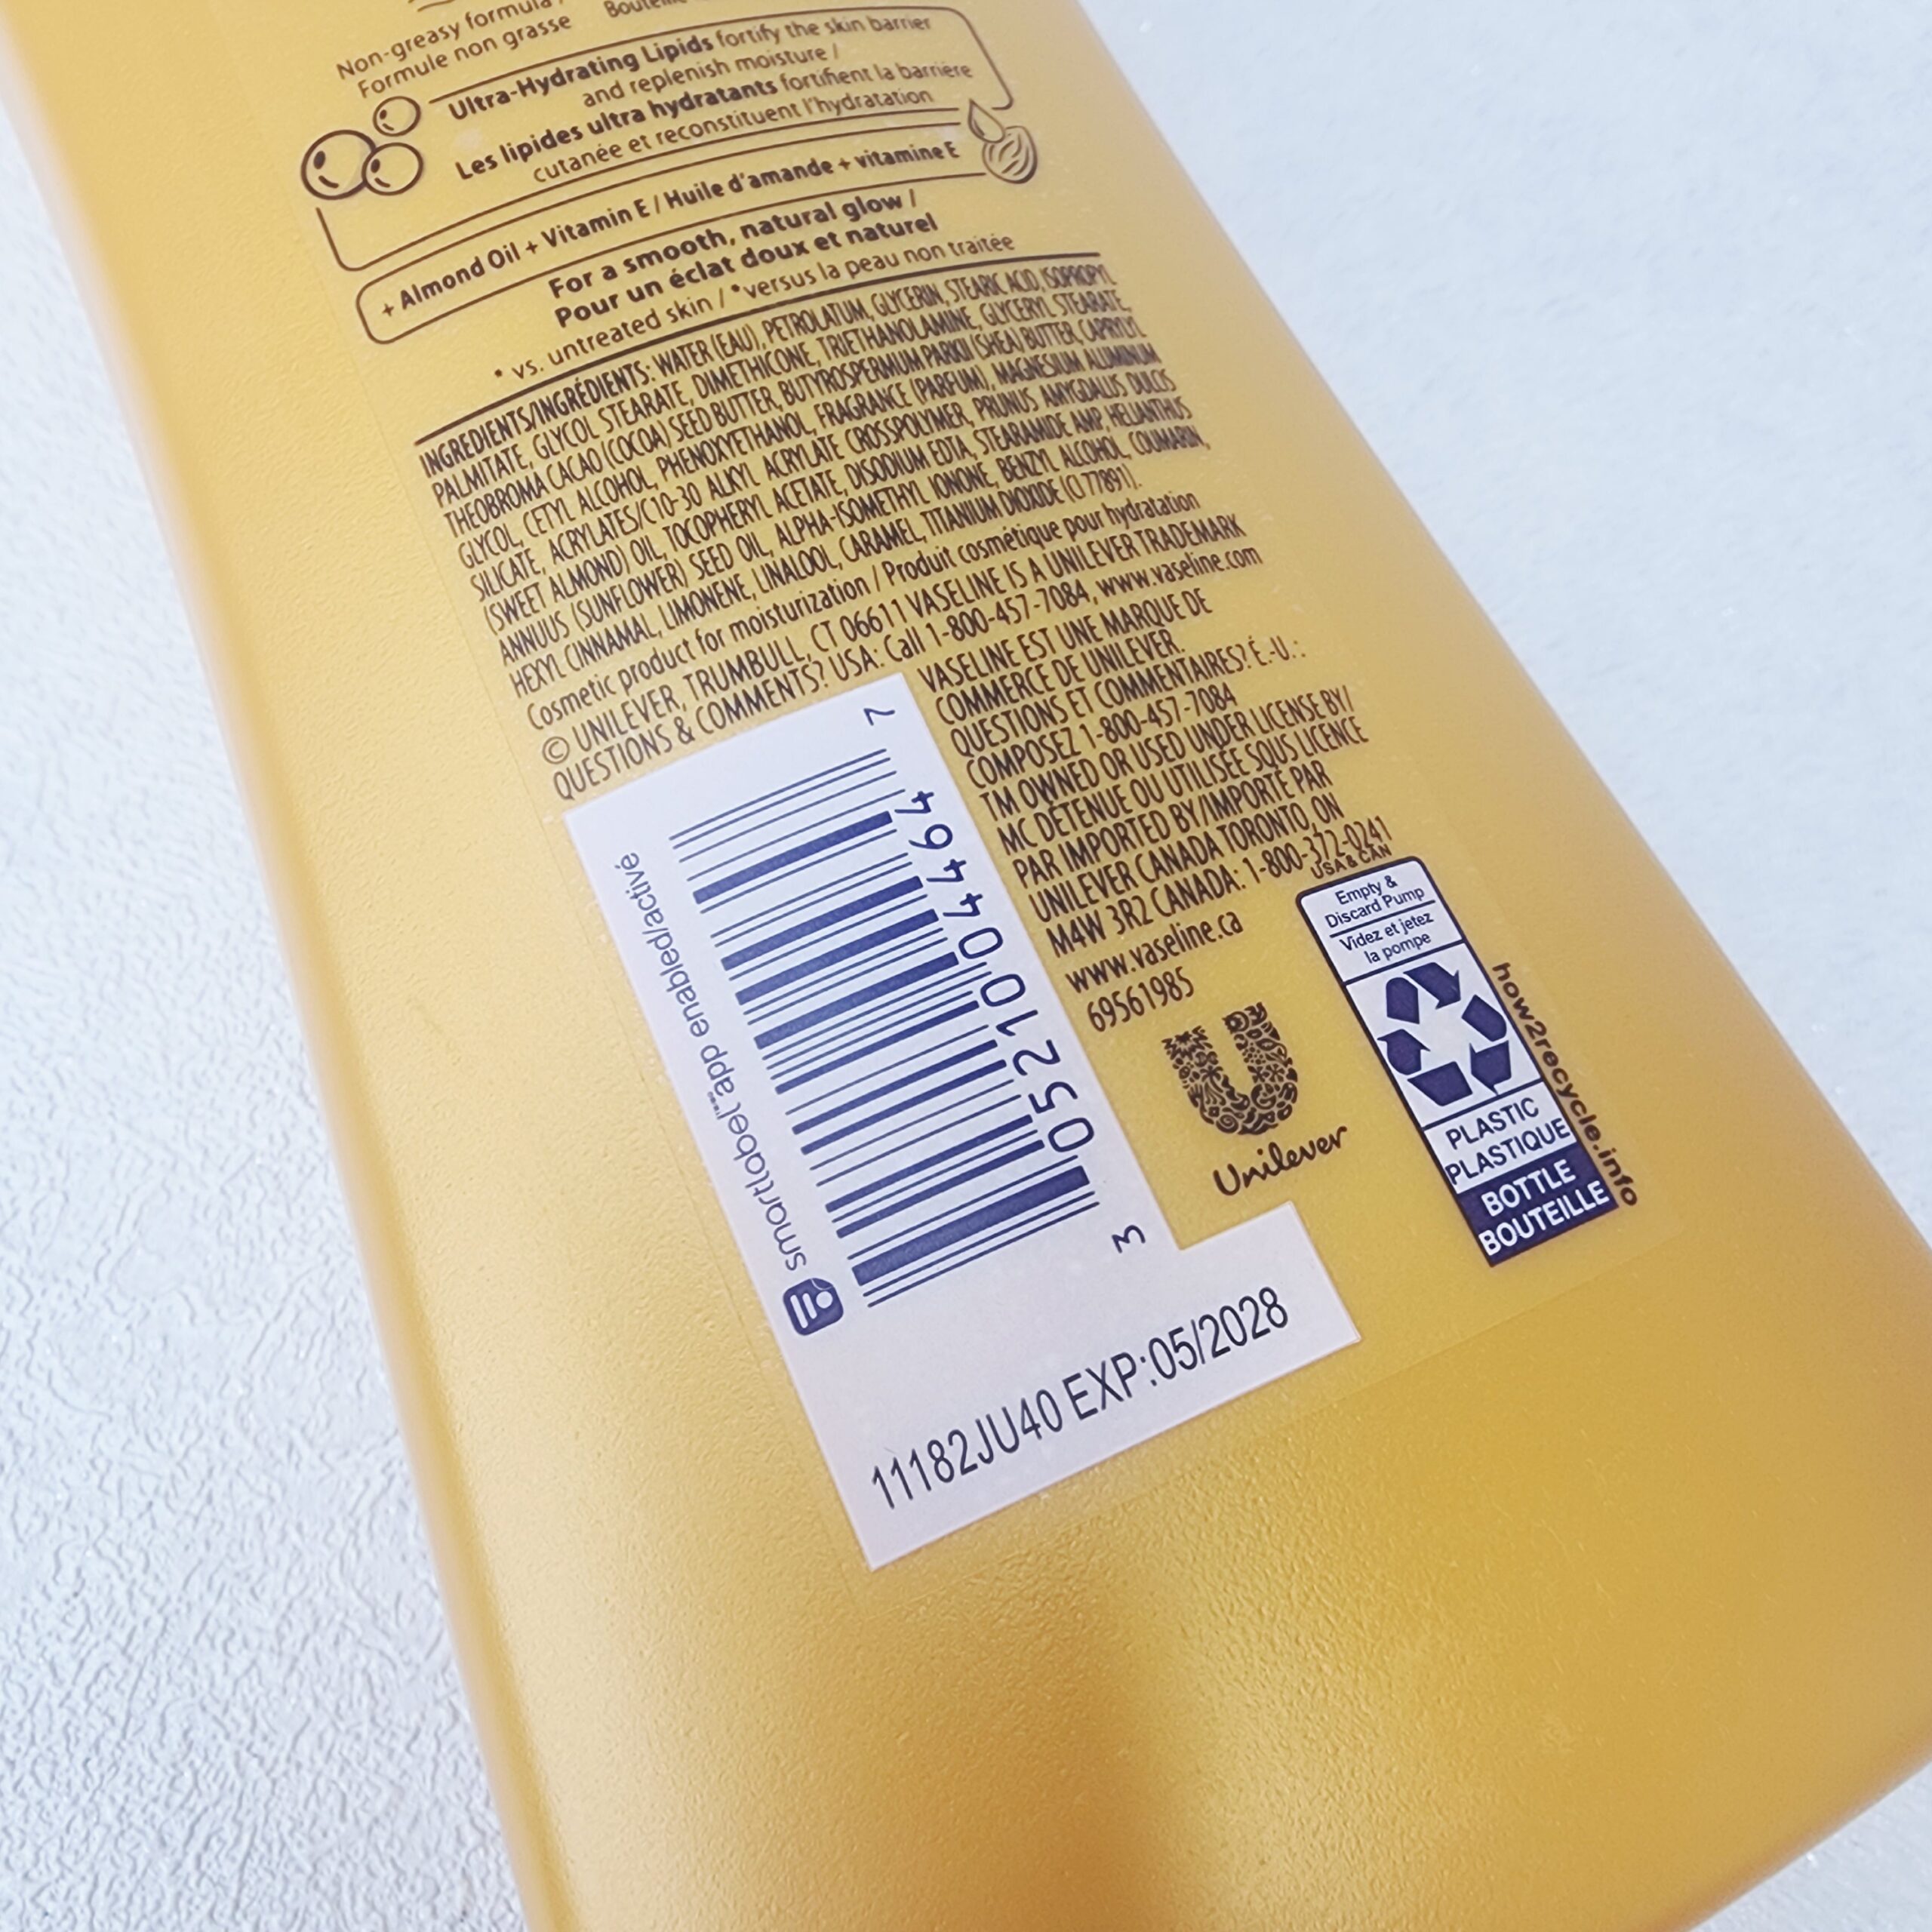 Non-greasy formula /
Formule non grasse
Ultra-Hydrating Lipids fortify the skin barrier
and replenish moisture /
Les lipides ultra hydratants fortifient la barrière
cutanée et reconstituent l'hydratation
+ Almond Oil + Vitamin E / Huile d'amande + vitamine E
For a smooth, natural glow /
Pour un éclat doux et naturel
* vs. untreated skin / *versus la peau non traitée
INGREDIENTS/INGRÉDIENTS: WATER (EAU), PETROLATUM, GLYCERIN, STEARIC ACID, ISOPROPYL
PALMITATE, GLYCOL STEARATE, DIMETHICONE, TRIETHANOLAMINE, GLYCERYL STEARATE,
THEOBROMA CACAO (COCOA) SEED BUTTER, BUTYROSPERMUM PARKII (SHEA) BUTTER, CAPRYLYL
GLYCOL, CETYL ALCOHOL, PHENOXYETHANOL, FRAGRANCE (PARFUM), MAGNESIUM ALUMINUM
SILICATE, ACRYLATES/C10-30 ALKYL ACRYLATE CROSSPOLYMER, PRUNUS AMYGDALUS DULCIS
(SWEET ALMOND) OIL, TOCOPHERYL ACETATE, DISODIUM EDTA, STEARAMIDE AMP, HELIANTHUS
ANNUUS (SUNFLOWER) SEED OIL, ALPHA-ISOMETHYL IONONE, BENZYL ALCOHOL, COUMARIN,
HEXYL CINNAMAL, LIMONENE, LINALOOL, CARAMEL, TITANIUM DIOXIDE (CI 77891).
Cosmetic product for moisturization / Produit cosmétique pour hydratation
© UNILEVER, TRUMBULL, CT 06611 VASELINE IS A UNILEVER TRADEMARK
QUESTIONS & COMMENTS? USA: Call 1-800-457-7084, www.vaseline.com
VASELINE EST UNE MARQUE DE
COMMERCE DE UNILEVER.
QUESTIONS ET COMMENTAIRES? É.-U.:
COMPOSEZ 1-800-457-7084
TM OWNED OR USED UNDER LICENSE BY/
MC DÉTENUE OU UTILISÉE SOUS LICENCE
PAR IMPORTED BY/IMPORTÉ PAR
UNILEVER CANADA TORONTO, ON
M4W 3R2 CANADA: 1-800-372-0241
www.vaseline.ca
69561985
smartlabel app enabled/activé
3 05210 04464 7
Unilever
USA & CAN
Empty &
Discard Pump
Videz et jetez
la pompe
PLASTIC
PLASTIQUE
BOTTLE
BOUTEILLE
how2recycle.info
11182JU40 EXP:05/2028